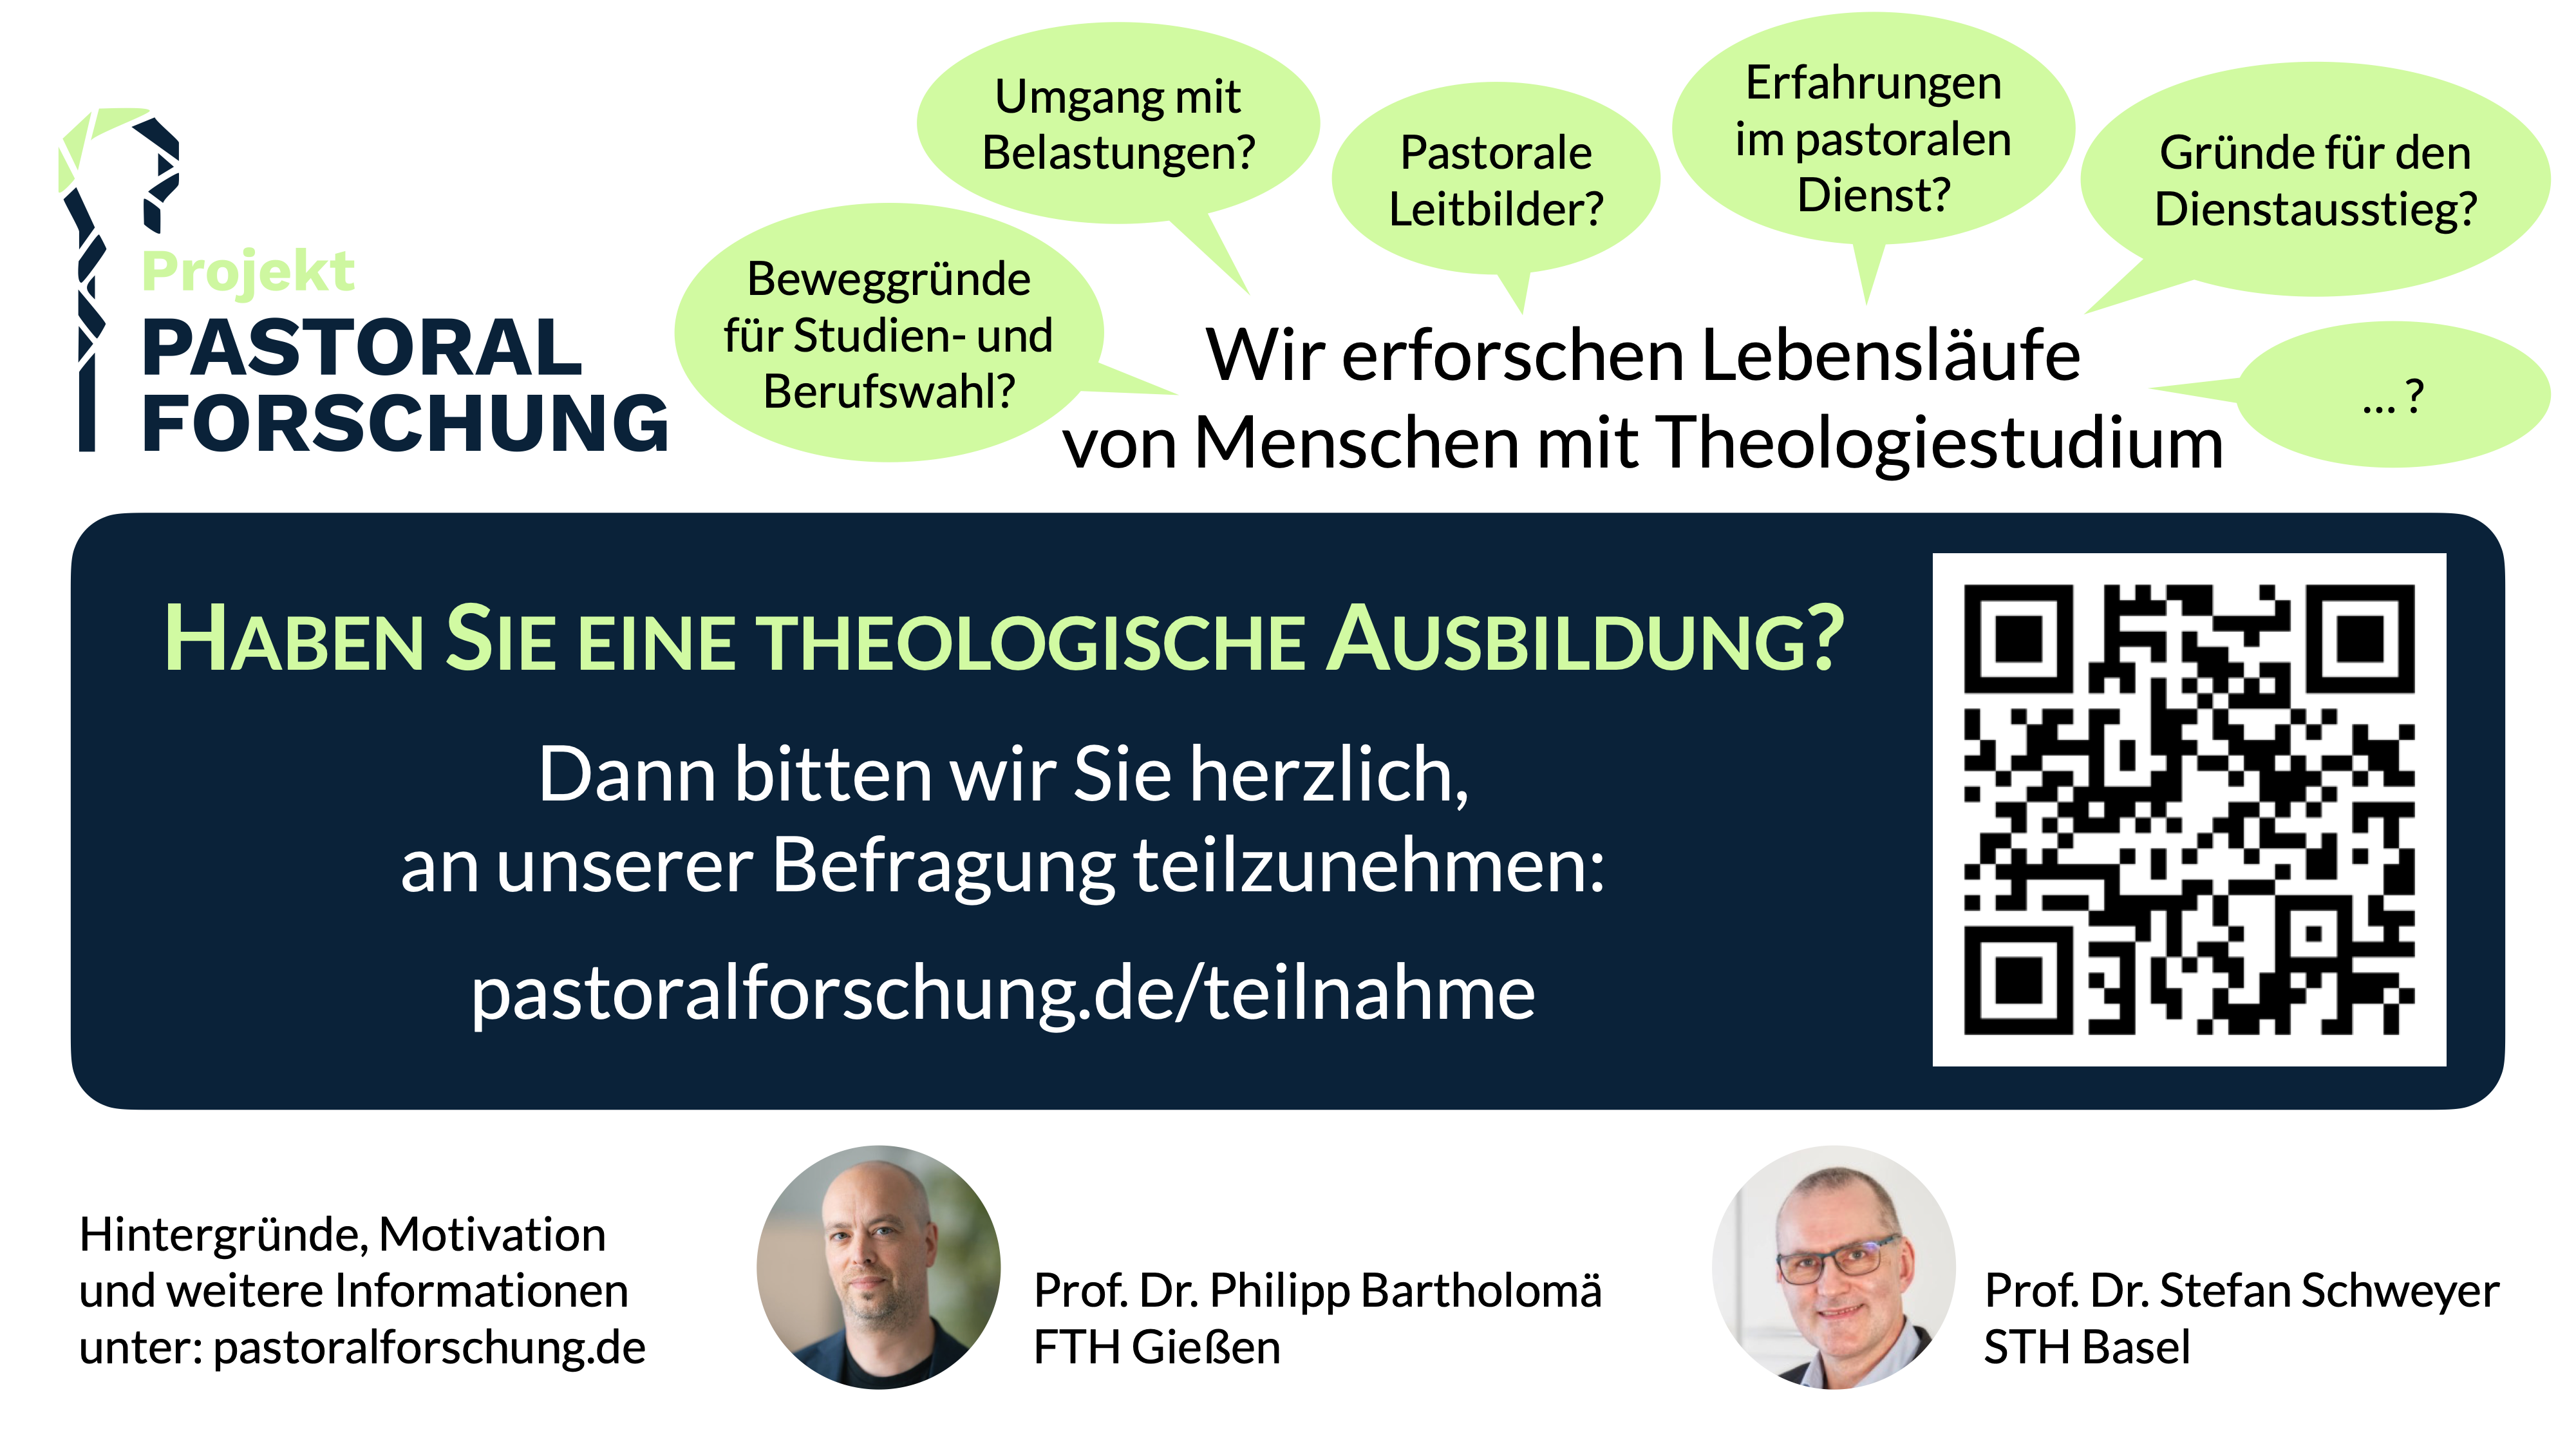 Projekt
PASTORAL
FORSCHUNG
Beweggründe
für Studien- und
Berufswahl?
Umgang mit
Belastungen?
Pastorale
Leitbilder?
Erfahrungen
im pastoralen
Dienst?
Gründe für den
Dienstausstieg?
... ?
Wir erforschen Lebensläufe
von Menschen mit Theologiestudium
HABEN SIE EINE THEOLOGISCHE AUSBILDUNG?
Dann bitten wir Sie herzlich,
an unserer Befragung teilzunehmen:
pastoralforschung.de/teilnahme
Hintergründe, Motivation
und weitere Informationen
unter: pastoralforschung.de
Prof. Dr. Philipp Bartholomä
FTH Gießen
Prof. Dr. Stefan Schweyer
STH Basel